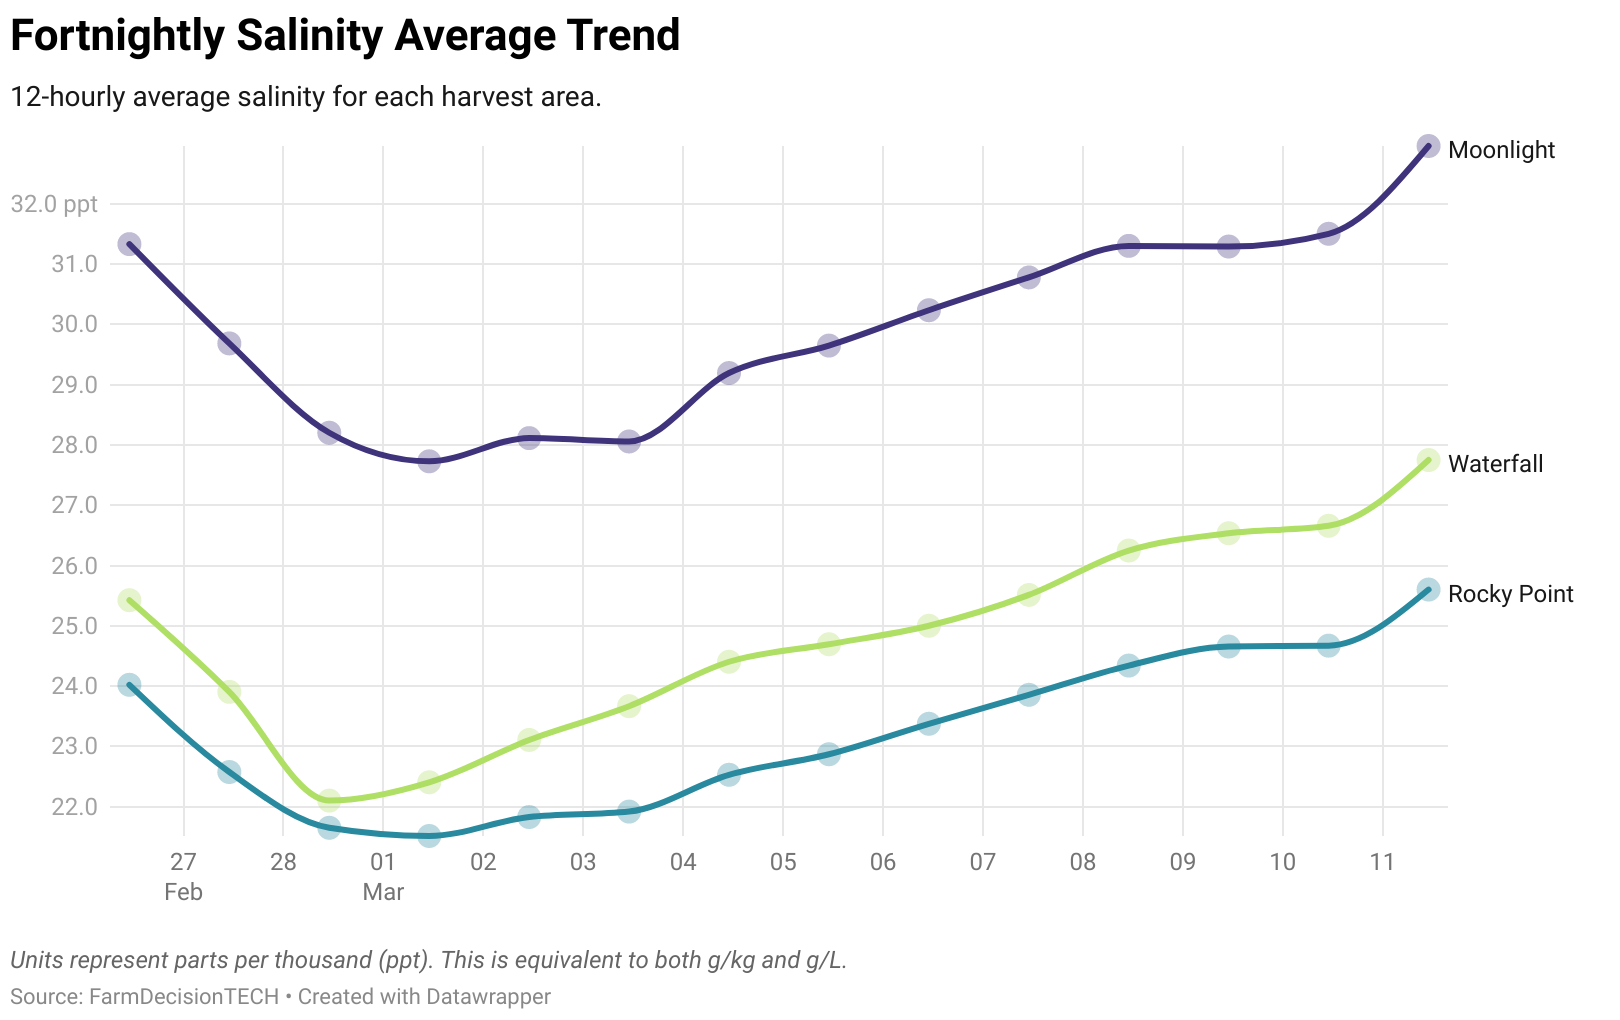 Fortnightly Salinity Average Trend
12-hourly average salinity for each harvest area.
Moonlight
32.0 ppt
31.0
30.0
29.0
28.0
Waterfall
27.0
26.0
Rocky Point
25.0
24.0
23.0
22.0
27 28 01 02 03 04 05 06 07 08 09 10 11
Feb Mar
Units represent parts per thousand (ppt). This is equivalent to both g/kg and g/L.
Source: FarmDecisionTECH • Created with Datawrapper